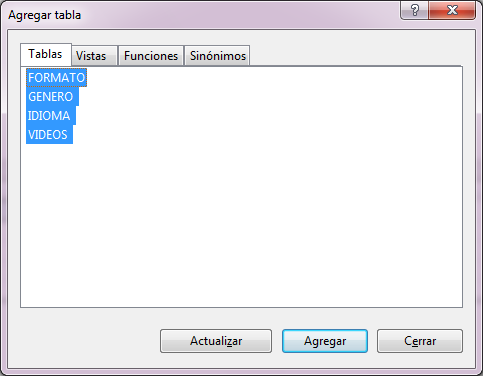 Agregar tabla
Tablas Vistas Funciones Sinónimos
FORMATO
GENERO
IDIOMA
VIDEOS
Actualizar Agregar Cerrar